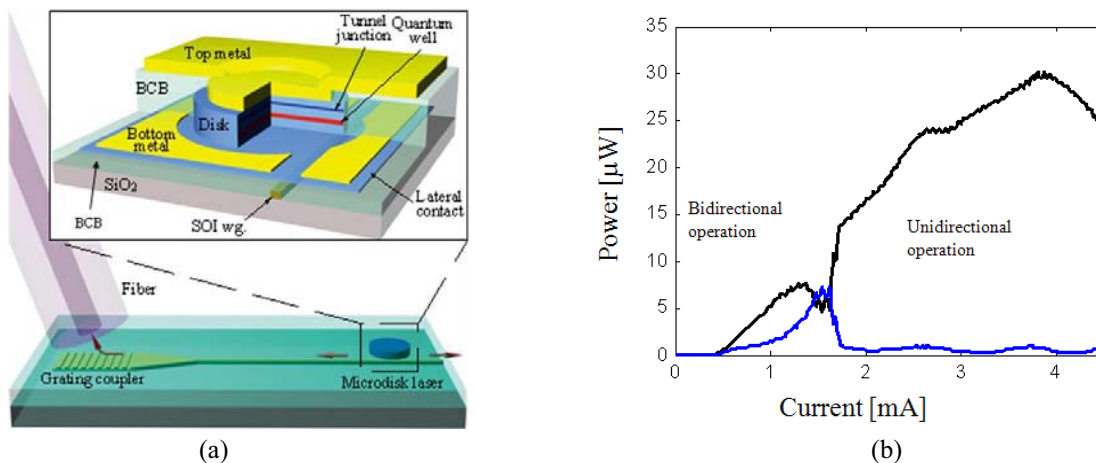 Tunnel
junction
Quantum
well
Top metal
BCB
Disk
Bottom
metal
SiO2
BCB
SOI wg.
Lateral
contact
Fiber
Grating coupler
Microdisk laser
(a)
35
30
25
20
15
10
5
0
Power [µW]
Bidirectional
operation
Unidirectional
operation
0
1
2
3
4
Current [mA]
(b)